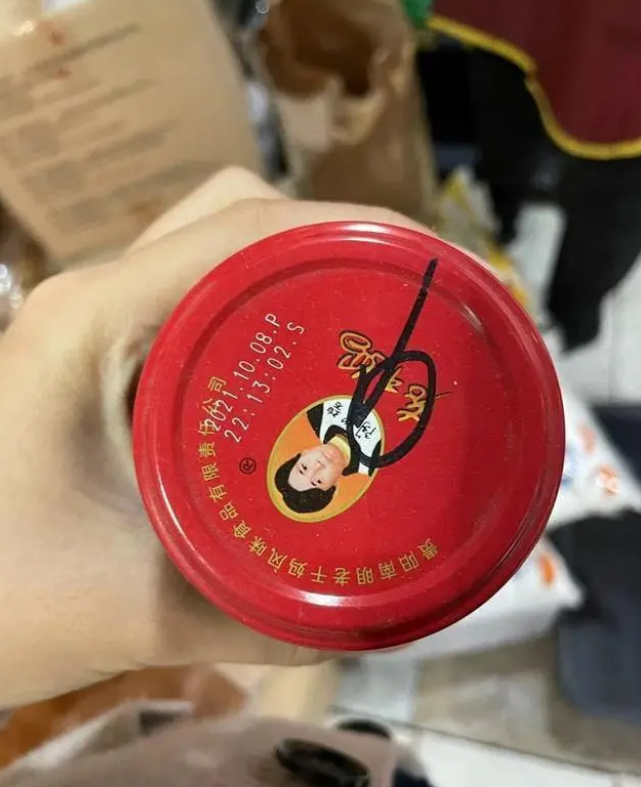 老干妈
陶华碧
2021.10.08.P
22:13:02.S
®
贵阳南明老干妈风味食品有限责任公司